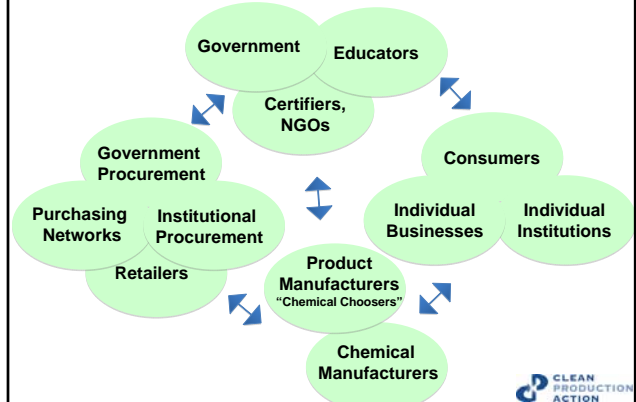 Government
Educators
Certifiers,
NGOs
Government
Procurement
Purchasing
Networks
Institutional
Procurement
Retailers
Consumers
Individual
Businesses
Individual
Institutions
Product
Manufacturers
“Chemical Choosers”
Chemical
Manufacturers
CLEAN
PRODUCTION
ACTION